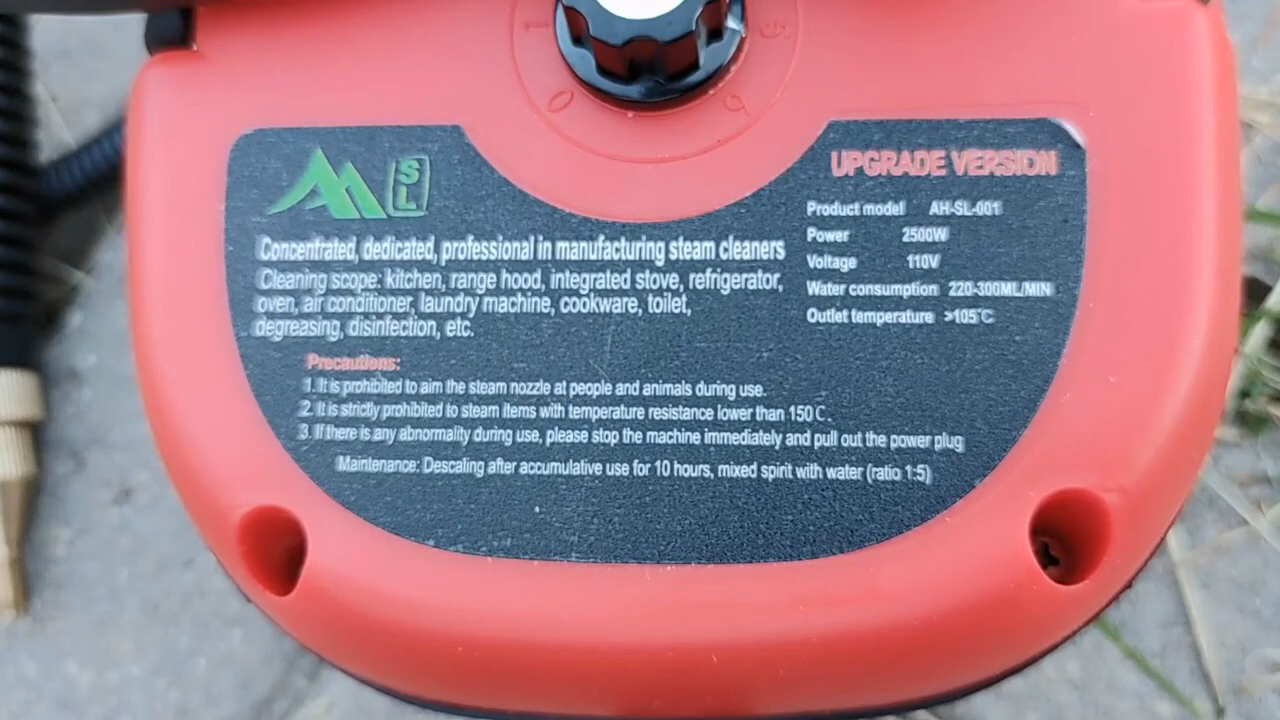 1 5
0 6
S
L
UPGRADE VERSION
Concentrated, dedicated, professional in manufacturing steam cleaners
Cleaning scope: kitchen, range hood, integrated stove, refrigerator,
oven, air conditioner, laundry machine, cookware, toilet,
degreasing, disinfection, etc.
Product model AH-SL-001
Power 2500W
Voltage 110V
Water consumption 220-300ML/MIN
Outlet temperature >105°C
Precautions:
1. It is prohibited to aim the steam nozzle at people and animals during use.
2. It is strictly prohibited to steam items with temperature resistance lower than 150℃.
3. If there is any abnormality during use, please stop the machine immediately and pull out the power plug
Maintenance: Descaling after accumulative use for 10 hours, mixed spirit with water (ratio 1:5)